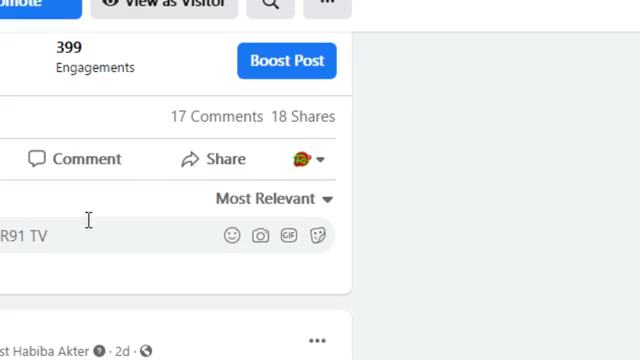 View as Visitor
399
Engagements
Boost Post
17 Comments 18 Shares
Comment
Share
Most Relevant
R91 TV
GIF
Habiba Akter · 2d ·